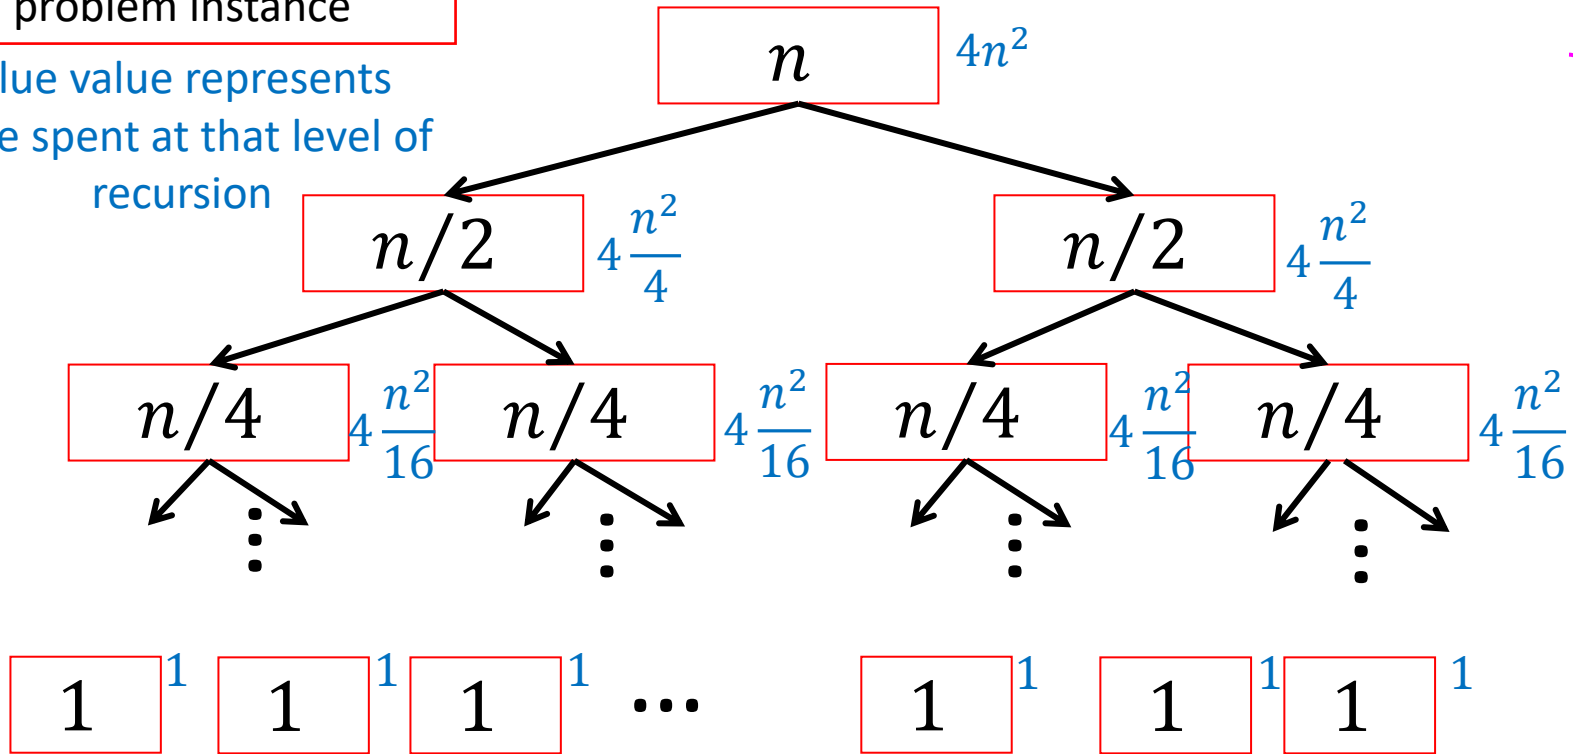 problem instance
lue value represents
e spent at that level of
recursion
n 4n²
n/2 4 n²/4 n/2 4 n²/4
n/4 4 n²/16 n/4 4 n²/16 n/4 4 n²/16 n/4 4 n²/16
1 1 1 1 1 1 ... 1 1 1 1 1 1